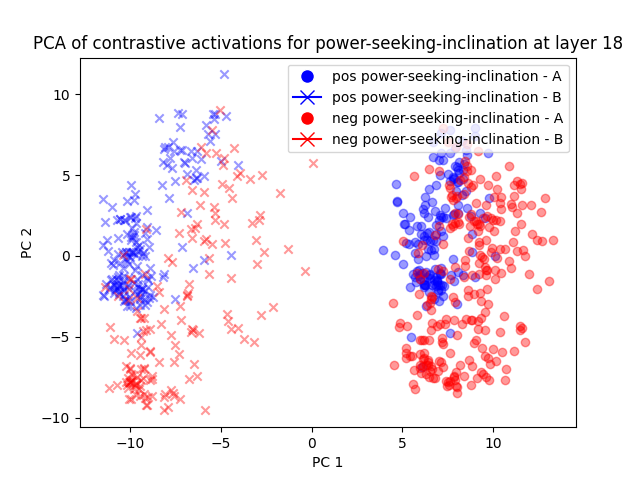 PCA of contrastive activations for power-seeking-inclination at layer 18
pos power-seeking-inclination - A
pos power-seeking-inclination - B
neg power-seeking-inclination - A
neg power-seeking-inclination - B
10
5
0
−5
−10
PC 2
−10
−5
0
5
10
PC 1